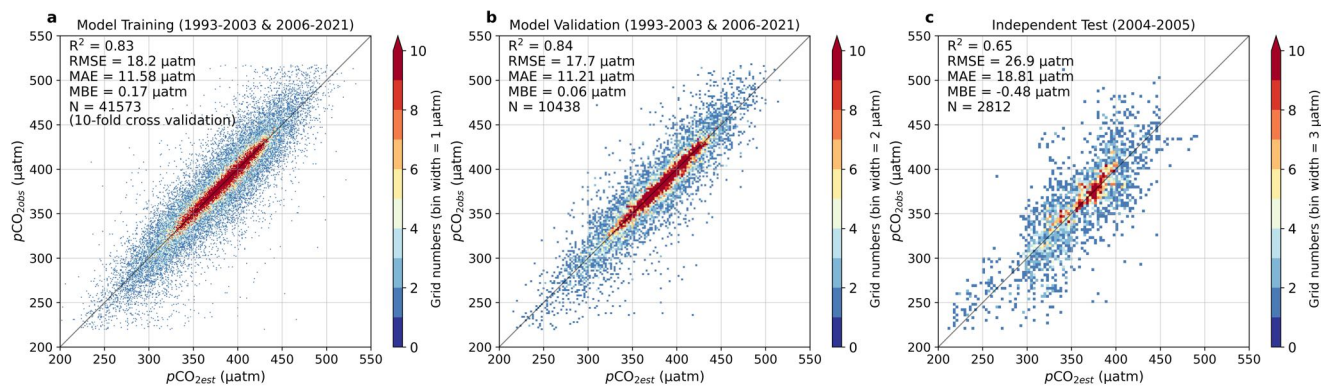 a
Model Training (1993-2003 & 2006-2021)
R² = 0.83
RMSE = 18.2 µatm
MAE = 11.58 µatm
MBE = 0.17 µatm
N = 41573
(10-fold cross validation)
550
500
450
400
350
300
250
200
200 250 300 350 400 450 500 550
pCO₂obs (µatm)
pCO₂est (µatm)
10
8
6
4
2
0
Grid numbers (bin width = 1 µatm)
b
Model Validation (1993-2003 & 2006-2021)
R² = 0.84
RMSE = 17.7 µatm
MAE = 11.21 µatm
MBE = 0.06 µatm
N = 10438
550
500
450
400
350
300
250
200
200 250 300 350 400 450 500 550
pCO₂obs (µatm)
pCO₂est (µatm)
10
8
6
4
2
0
Grid numbers (bin width = 2 µatm)
c
Independent Test (2004-2005)
R² = 0.65
RMSE = 26.9 µatm
MAE = 18.81 µatm
MBE = -0.48 µatm
N = 2812
550
500
450
400
350
300
250
200
200 250 300 350 400 450 500 550
pCO₂obs (µatm)
pCO₂est (µatm)
10
8
6
4
2
0
Grid numbers (bin width = 3 µatm)